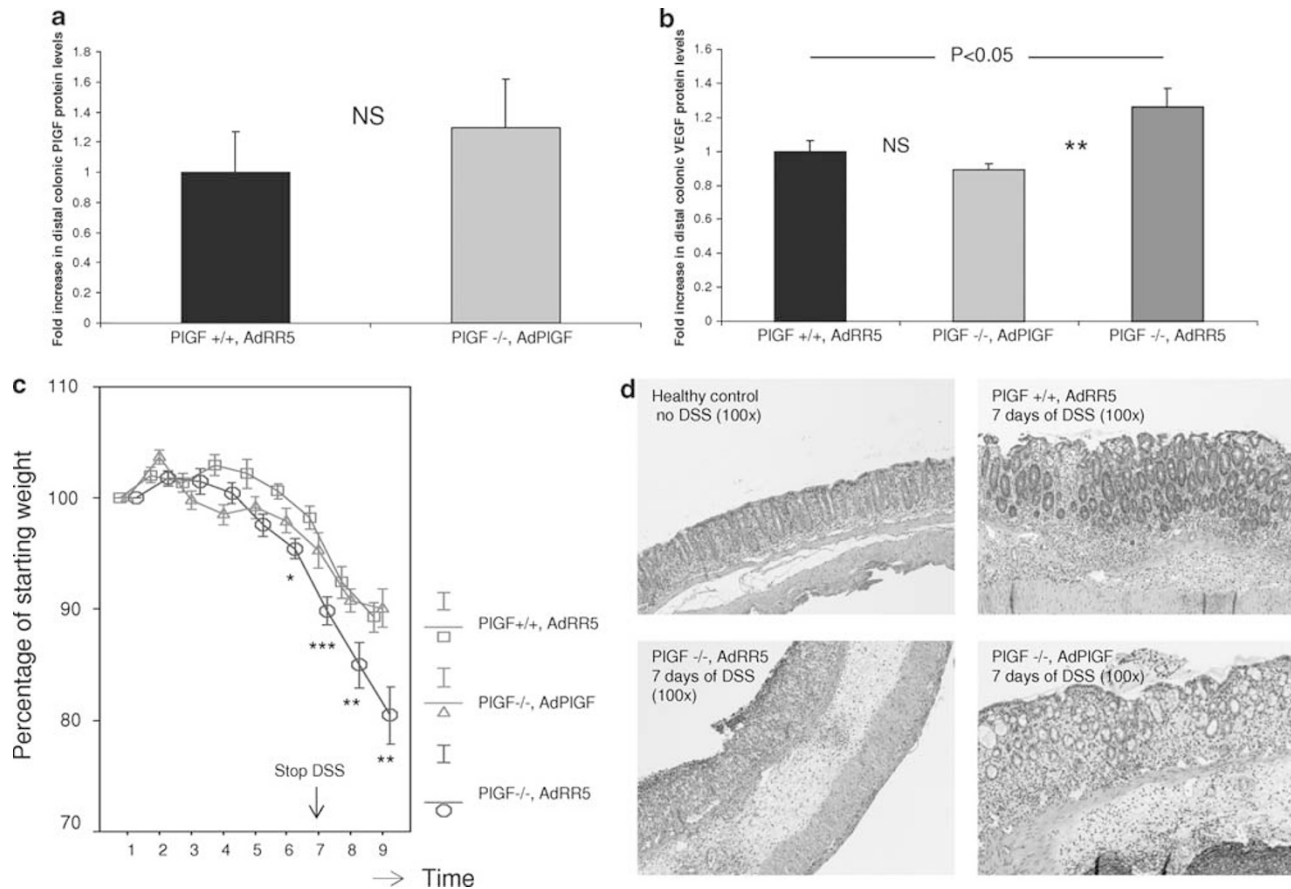 a
Fold increase in distal colonic PlGF protein levels
1.8
1.6
1.4
1.2
1
0.8
0.6
0.4
0.2
0
NS
PlGF +/+, AdRR5
PlGF -/-, AdPlGF
b
Fold increase in distal colonic VEGF protein levels
1.6
1.4
1.2
1
0.8
0.6
0.4
0.2
0
P<0.05
NS
**
PlGF +/+, AdRR5
PlGF -/-, AdPlGF
PlGF -/-, AdRR5
c
Percentage of starting weight
110
100
90
80
70
*
***
**
**
Stop DSS
1 2 3 4 5 6 7 8 9
Time
PlGF+/+, AdRR5
PlGF-/-, AdPlGF
PlGF-/-, AdRR5
d
Healthy control
no DSS (100x)
PlGF +/+, AdRR5
7 days of DSS (100x)
PlGF -/-, AdRR5
7 days of DSS
(100x)
PlGF -/-, AdPlGF
7 days of DSS (100x)